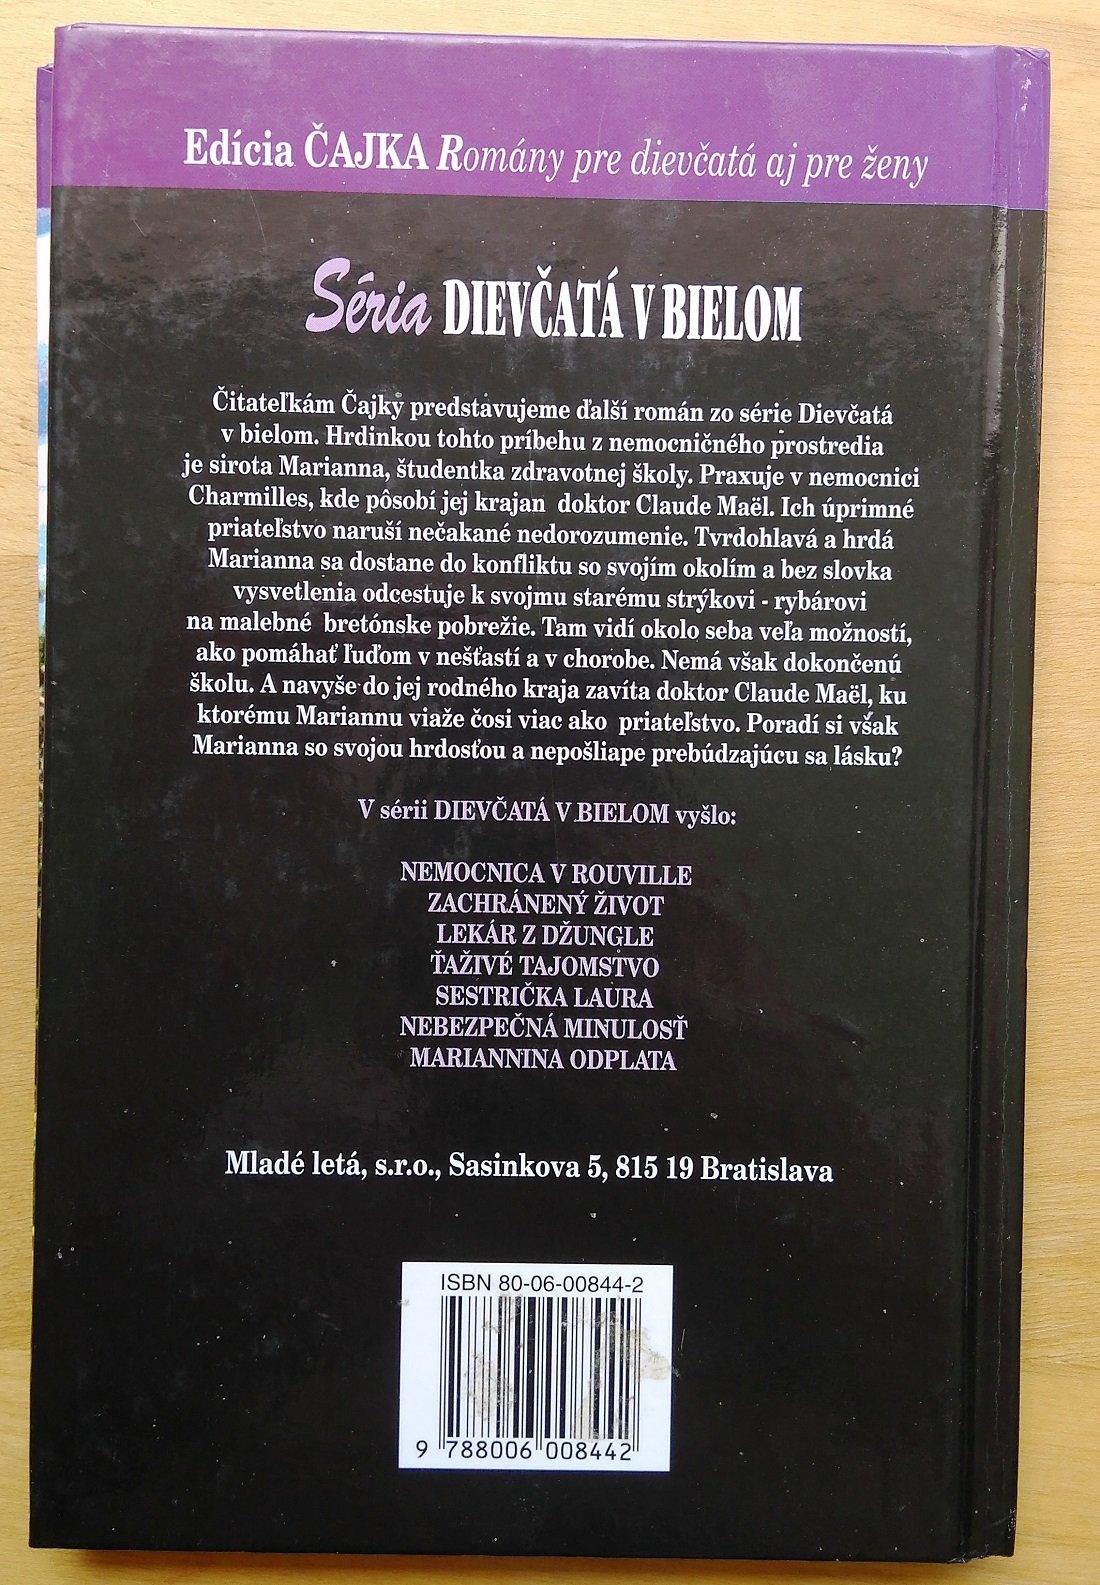 Edícia ČAJKA Romány pre dievčatá aj pre ženy
Séria DIEVČATÁ V BIELOM
Čitateľkám Čajky predstavujeme ďalší román zo série Dievčatá
v bielom. Hrdinkou tohto príbehu z nemocničného prostredia
je sirota Marianna, študentka zdravotnej školy. Praxuje v nemocnici
Charmilles, kde pôsobí jej krajan doktor Claude Maël. Ich úprimné
priateľstvo naruší nečakané nedorozumenie. Tvrdohlavá a hrdá
Marianna sa dostane do konfliktu so svojím okolím a bez slovka
vysvetlenia odcestuje k svojmu starému strýkovi - rybárovi
na malebné bretónske pobrežie. Tam vidí okolo seba veľa možností,
ako pomáhať ľuďom v nešťastí a v chorobe. Nemá však dokončenú
školu. A navyše do jej rodného kraja zavíta doktor Claude Maël, ku
ktorému Mariannu viaže čosi viac ako priateľstvo. Poradí si však
Marianna so svojou hrdosťou a nepošliape prebúdzajúcu sa lásku?
V sérii DIEVČATÁ V BIELOM vyšlo:
NEMOCNICA V ROUVILLE
ZACHRÁNENÝ ŽIVOT
LEKÁR Z DŽUNGLE
ŤAŽIVÉ TAJOMSTVO
SESTRIČKA LAURA
NEBEZPEČNÁ MINULOSŤ
MARIANNINA ODPLATA
Mladé letá, s.r.o., Sasinkova 5, 815 19 Bratislava
ISBN 80-06-00844-2
9 788006 008442